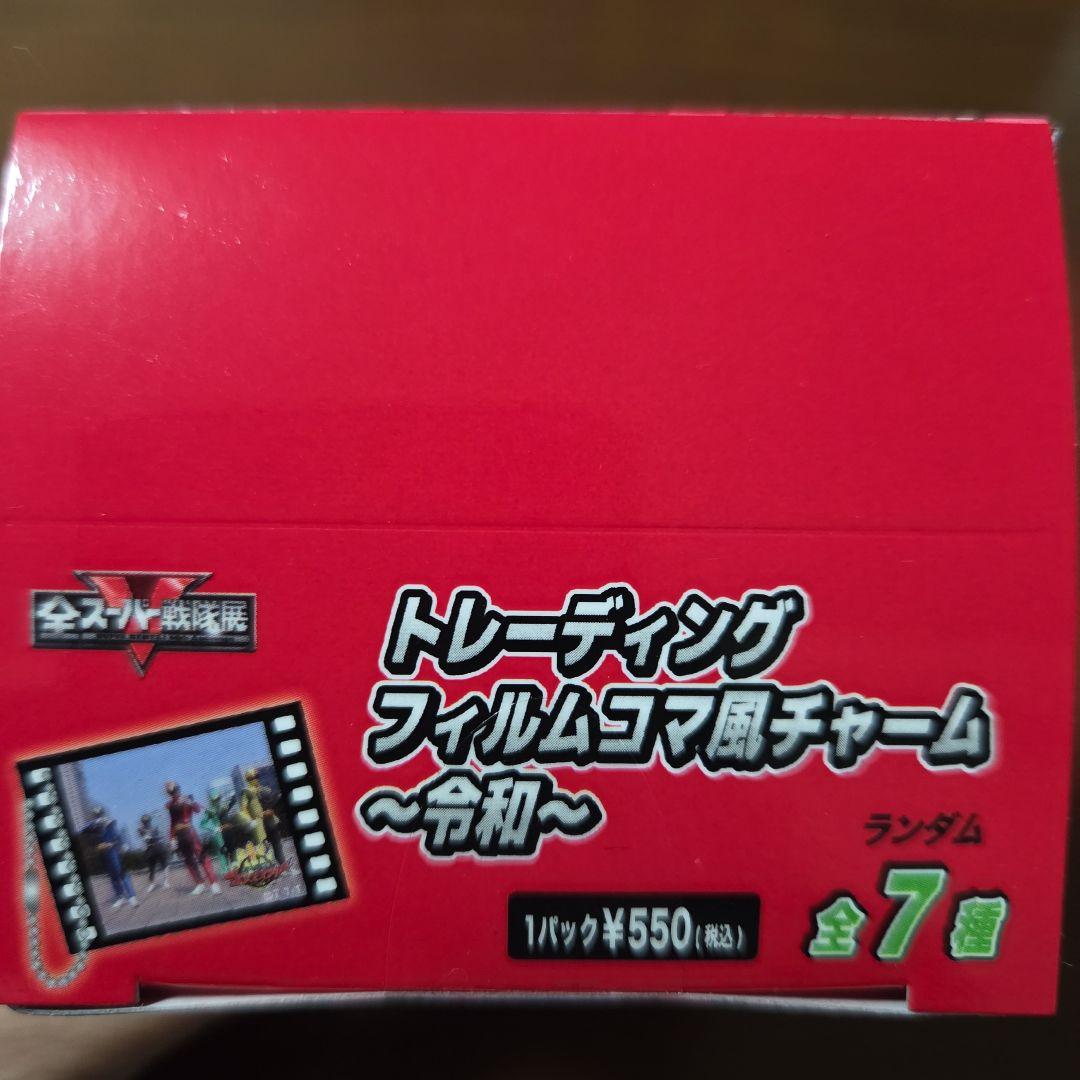 全スーパー戦隊展
トレーディング
フィルムコマ風チャーム
～令和～
ランダム
全7種
1パック¥550(税込)